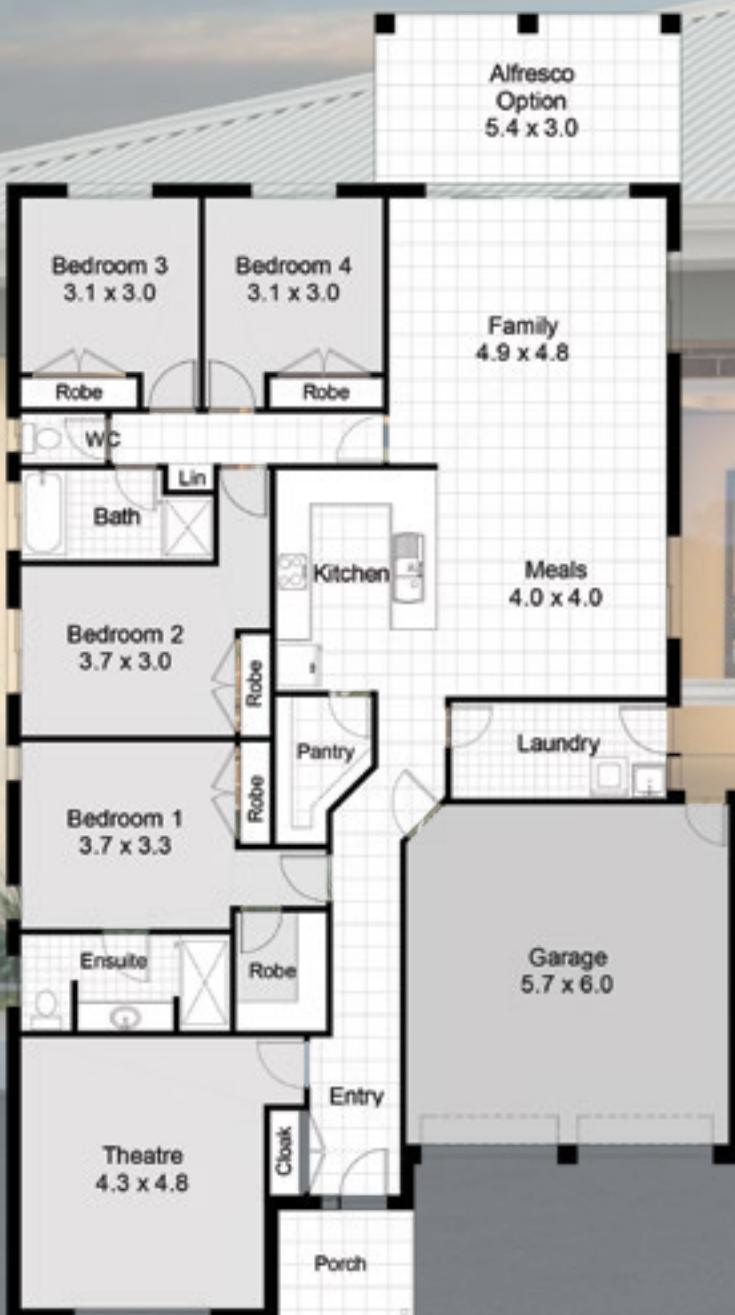 Alfresco
Option
5.4 x 3.0
Bedroom 3
3.1 x 3.0
Bedroom 4
3.1 x 3.0
Family
4.9 x 4.8
Robe
Robe
WC
Lin
Bath
Kitchen
Meals
4.0 x 4.0
Bedroom 2
3.7 x 3.0
Robe
Pantry
Laundry
Robe
Bedroom 1
3.7 x 3.3
Ensuite
Robe
Garage
5.7 x 6.0
Entry
Cloak
Theatre
4.3 x 4.8
Porch